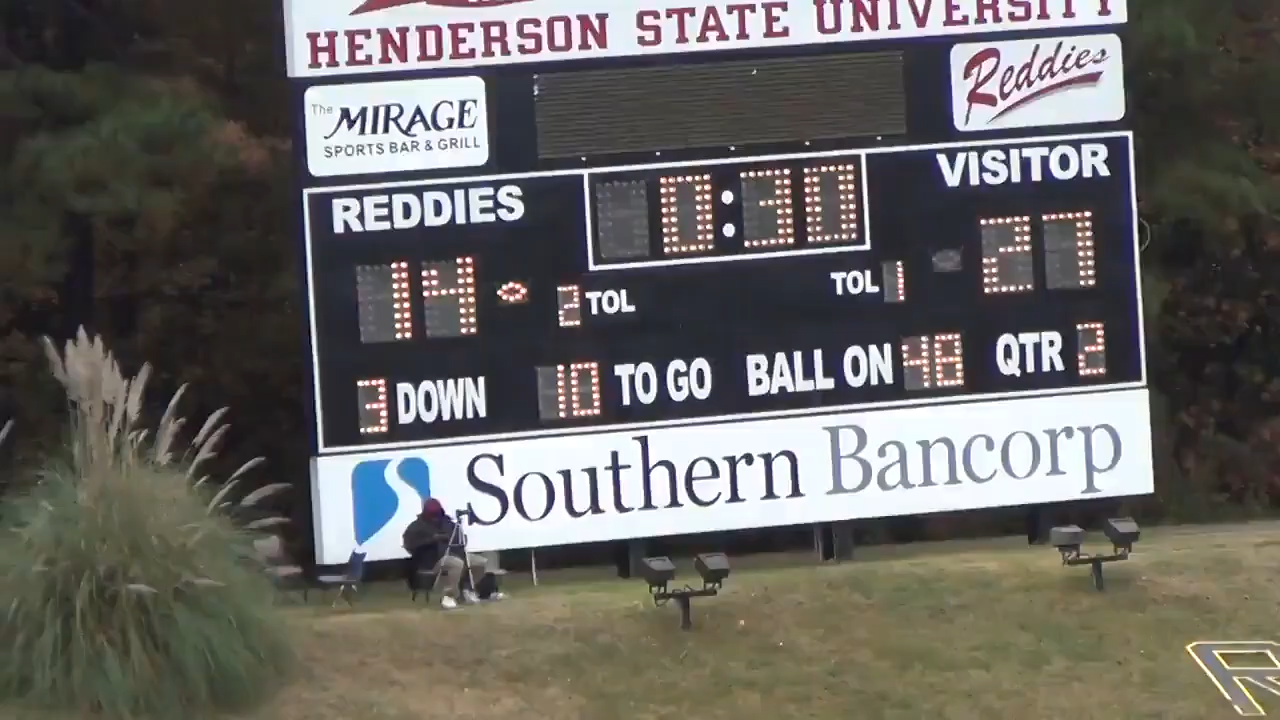 HENDERSON STATE UNIVERSITY
The MIRAGE
SPORTS BAR & GRILL
Reddies
REDDIES 0:30 VISITOR
14 2 TOL TOL 1 27
3 DOWN 10 TO GO BALL ON 48 QTR 2
Southern Bancorp